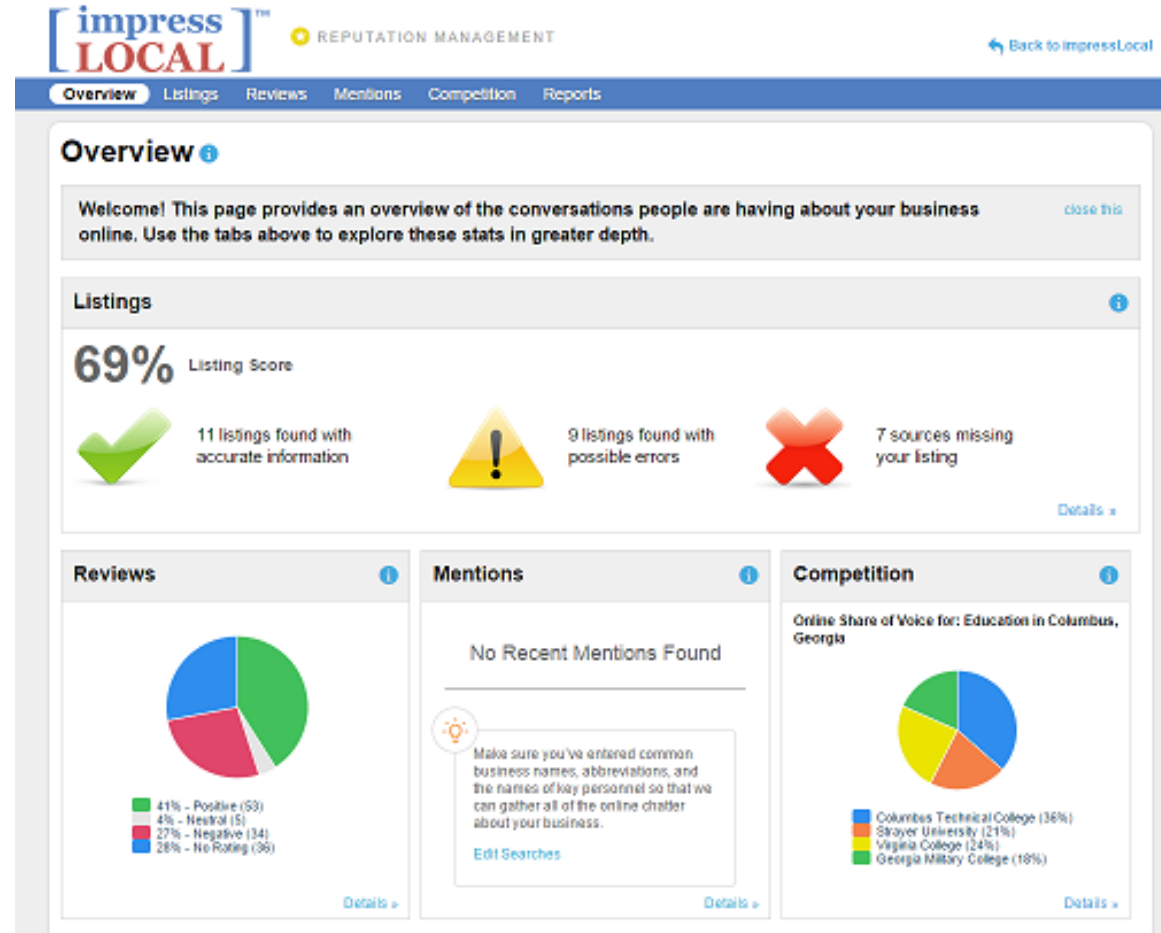 [ impress LOCAL ]™
REPUTATION MANAGEMENT
Back to impressLocal
Overview Listings Reviews Mentions Competition Reports
Overview
Welcome! This page provides an overview of the conversations people are having about your business
online. Use the tabs above to explore these stats in greater depth.
close this
Listings
69% Listing Score
11 listings found with
accurate information
9 listings found with
possible errors
7 sources missing
your listing
Details »
Reviews
41% - Positive (53)
4% - Neutral (5)
27% - Negative (34)
28% - No Rating (36)
Details »
Mentions
No Recent Mentions Found
Make sure you've entered common
business names, abbreviations, and
the names of key personnel so that we
can gather all of the online chatter
about your business.
Edit Searches
Details »
Competition
Online Share of Voice for: Education in Columbus,
Georgia
Columbus Technical College (36%)
Strayer University (21%)
Virginia College (24%)
Georgia Military College (18%)
Details »